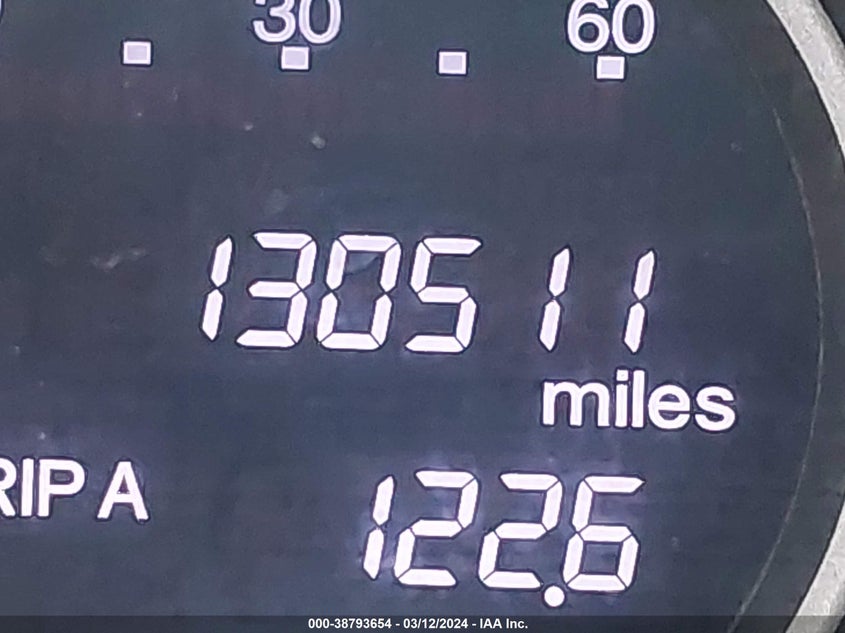 30 60
130511
miles
RIP A 122.6
000-38793654 - 03/12/2024 - IAA Inc.